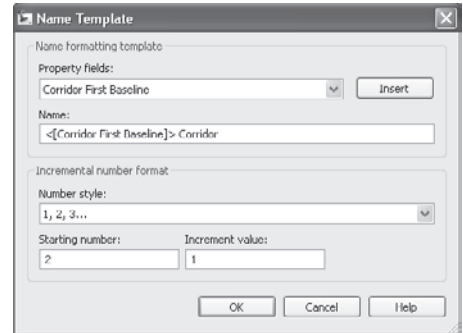 Name Template
Name formatting template
Property fields:
Corridor First Baseline
Insert
Name:
<[Corridor First Baseline]> Corridor
Incremental number format
Number style:
1, 2, 3...
Starting number:
Increment value:
2
1
OK
Cancel
Help